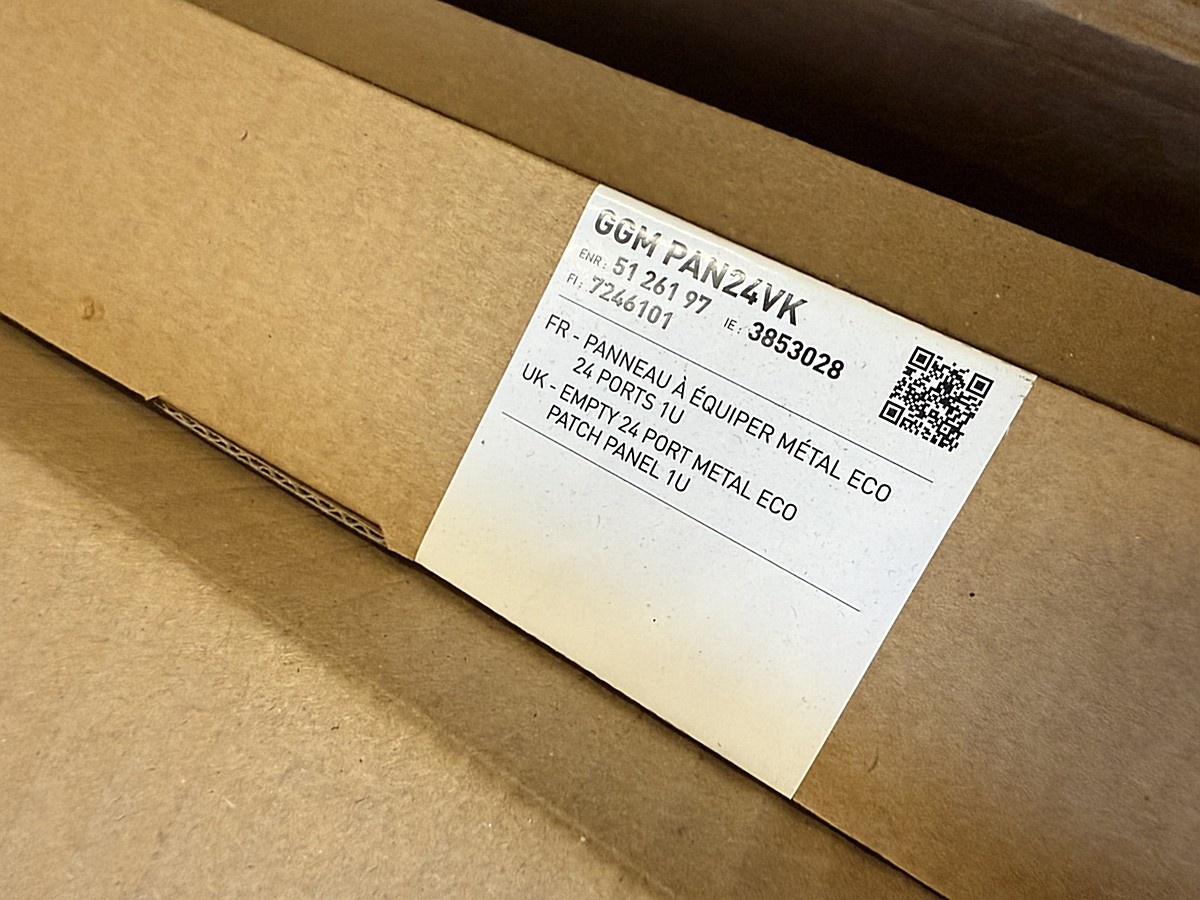 GGM PAN24VK
ENR: 51 261 97
FI: 7246101 IE: 3853028
FR - PANNEAU À ÉQUIPER MÉTAL ECO
24 PORTS 1U
UK - EMPTY 24 PORT METAL ECO
PATCH PANEL 1U